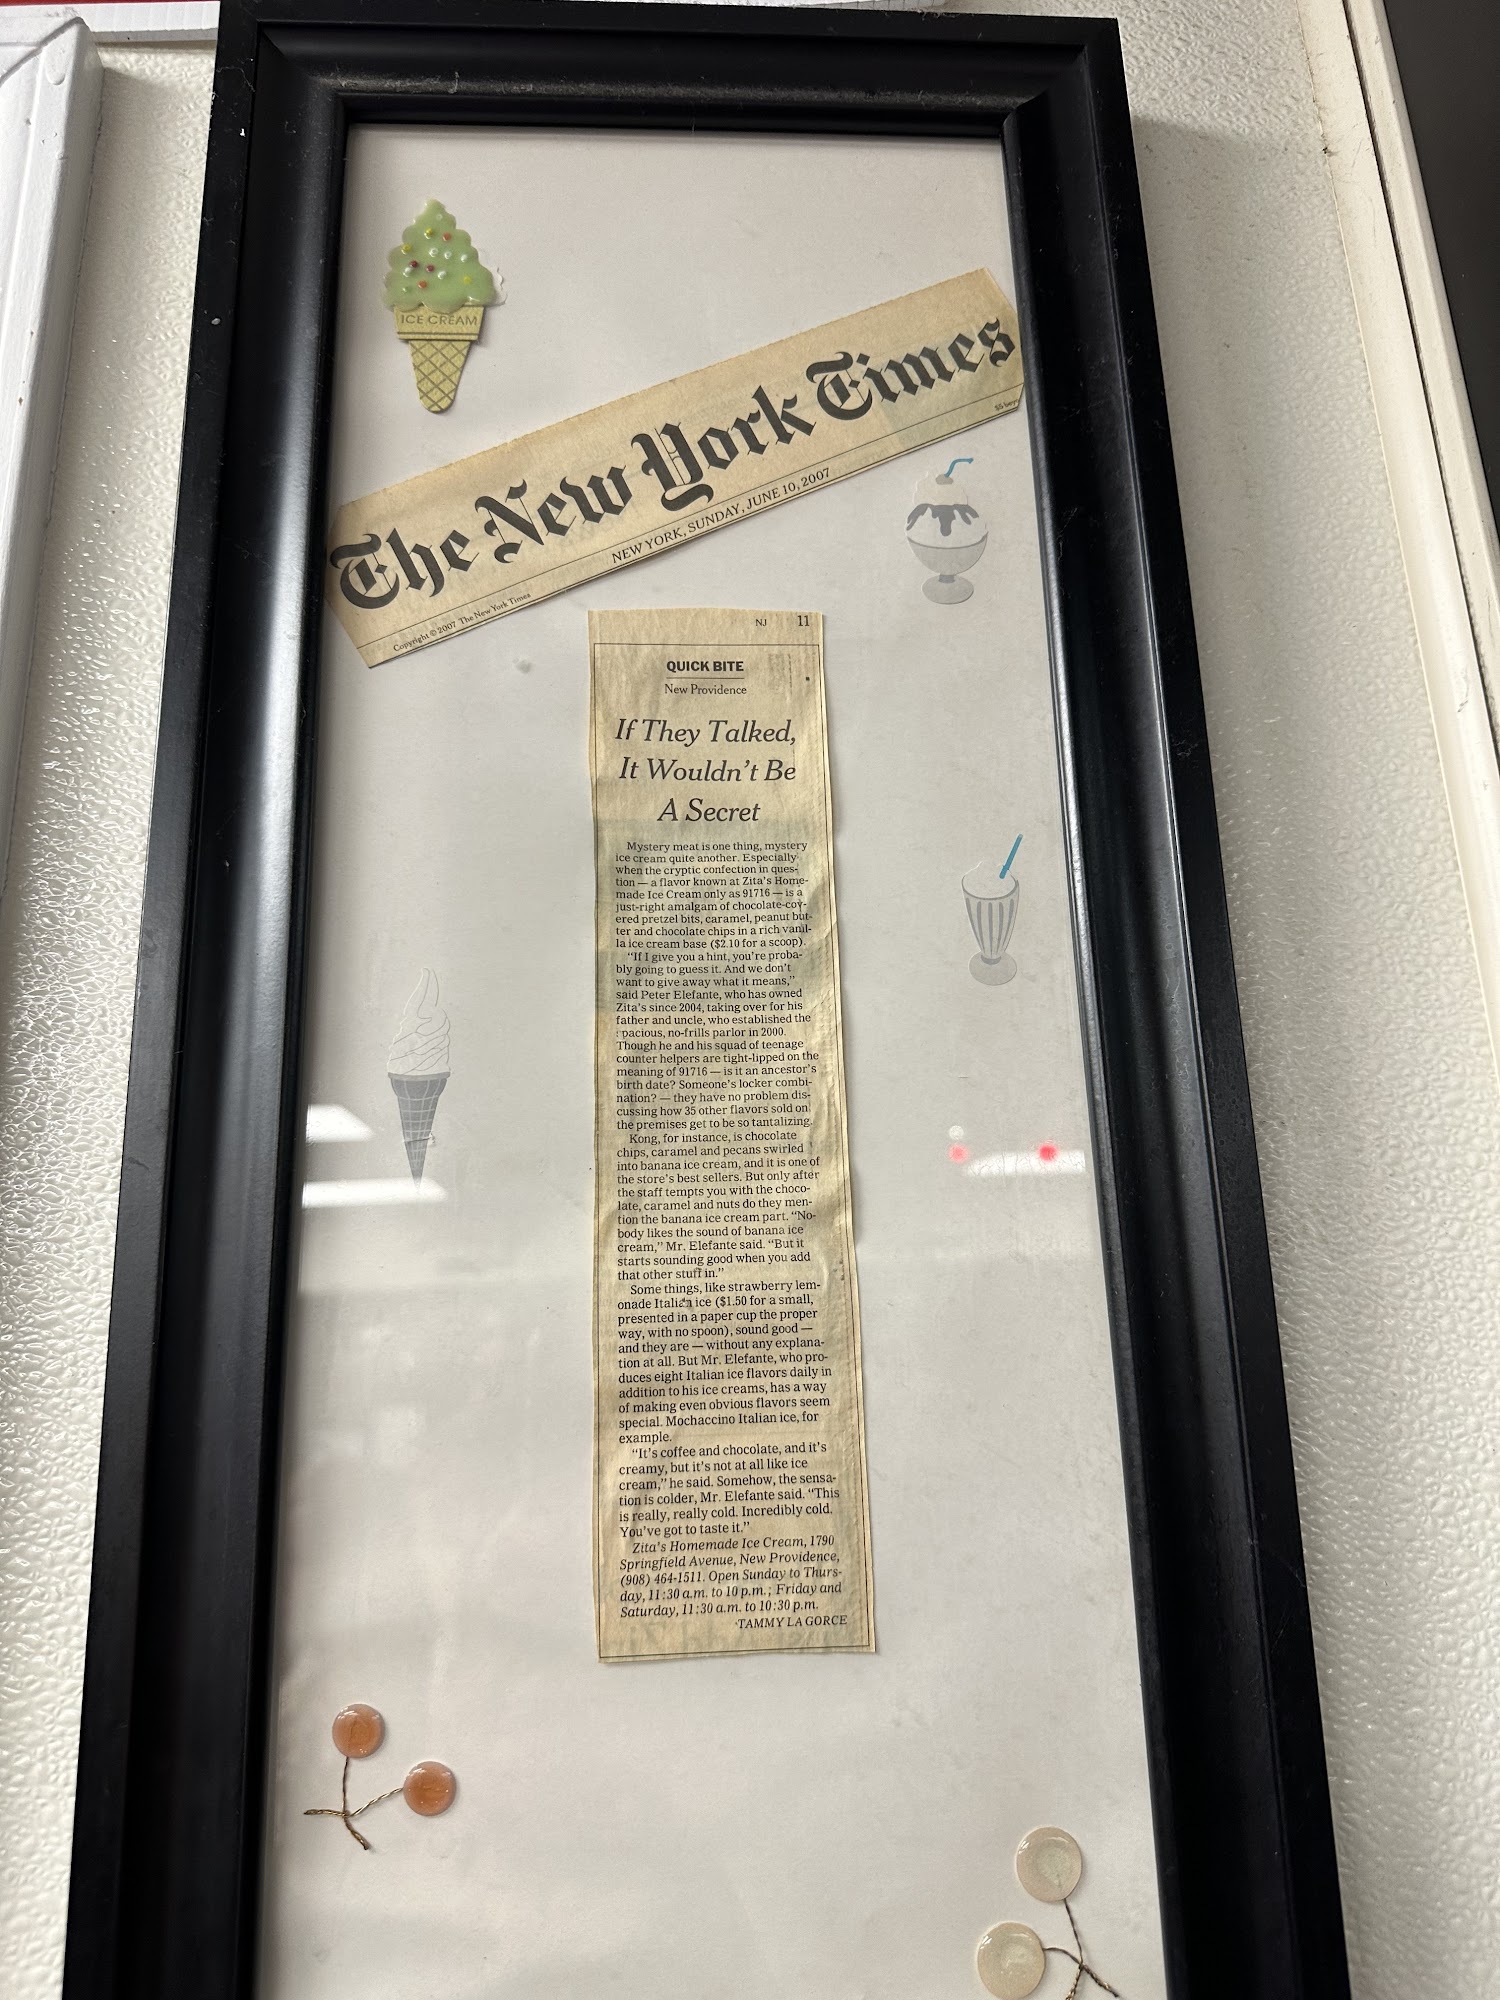 ICE CREAM
The New York Times
Copyright © 2007 The New York Times
NEW YORK, SUNDAY, JUNE 10, 2007
NJ 11
QUICK BITE
New Providence
If They Talked,
It Wouldn't Be
A Secret
Mystery meat is one thing, mystery
ice cream quite another. Especially
when the cryptic confection in ques-
tion — a flavor known at Zita's Home-
made Ice Cream only as 91716 — is a
just-right amalgam of chocolate-cov-
ered pretzel bits, caramel, peanut but-
ter and chocolate chips in a rich vanil-
la ice cream base ($2.10 for a scoop).
"If I give you a hint, you're proba-
bly going to guess it. And we don't
want to give away what it means,"
said Peter Elefante, who has owned
Zita's since 2004, taking over for his
father and uncle, who established the
spacious, no-frills parlor in 2000.
Though he and his squad of teenage
counter helpers are tight-lipped on the
meaning of 91716 — is it an ancestor's
birth date? Someone's locker combi-
nation? — they have no problem dis-
cussing how 35 other flavors sold on
the premises get to be so tantalizing.
Kong, for instance, is chocolate
chips, caramel and pecans swirled
into banana ice cream, and it is one of
the store's best sellers. But only after
the staff tempts you with the choco-
late, caramel and nuts do they men-
tion the banana ice cream part. "No-
body likes the sound of banana ice
cream," Mr. Elefante said. "But it
starts sounding good when you add
that other stuff in."
Some things, like strawberry lem-
onade Italian ice ($1.50 for a small,
presented in a paper cup the proper
way, with no spoon), sound good —
and they are — without any explana-
tion at all. But Mr. Elefante, who pro-
duces eight Italian ice flavors daily in
addition to his ice creams, has a way
of making even obvious flavors seem
special. Mochaccino Italian ice, for
example.
"It's coffee and chocolate, and it's
creamy, but it's not at all like ice
cream," he said. Somehow, the sensa-
tion is colder, Mr. Elefante said. "This
is really, really cold. Incredibly cold.
You've got to taste it."
Zita's Homemade Ice Cream, 1790
Springfield Avenue, New Providence,
(908) 464-1511. Open Sunday to Thurs-
day, 11:30 a.m. to 10 p.m.; Friday and
Saturday, 11:30 a.m. to 10:30 p.m.
TAMMY LA GORCE